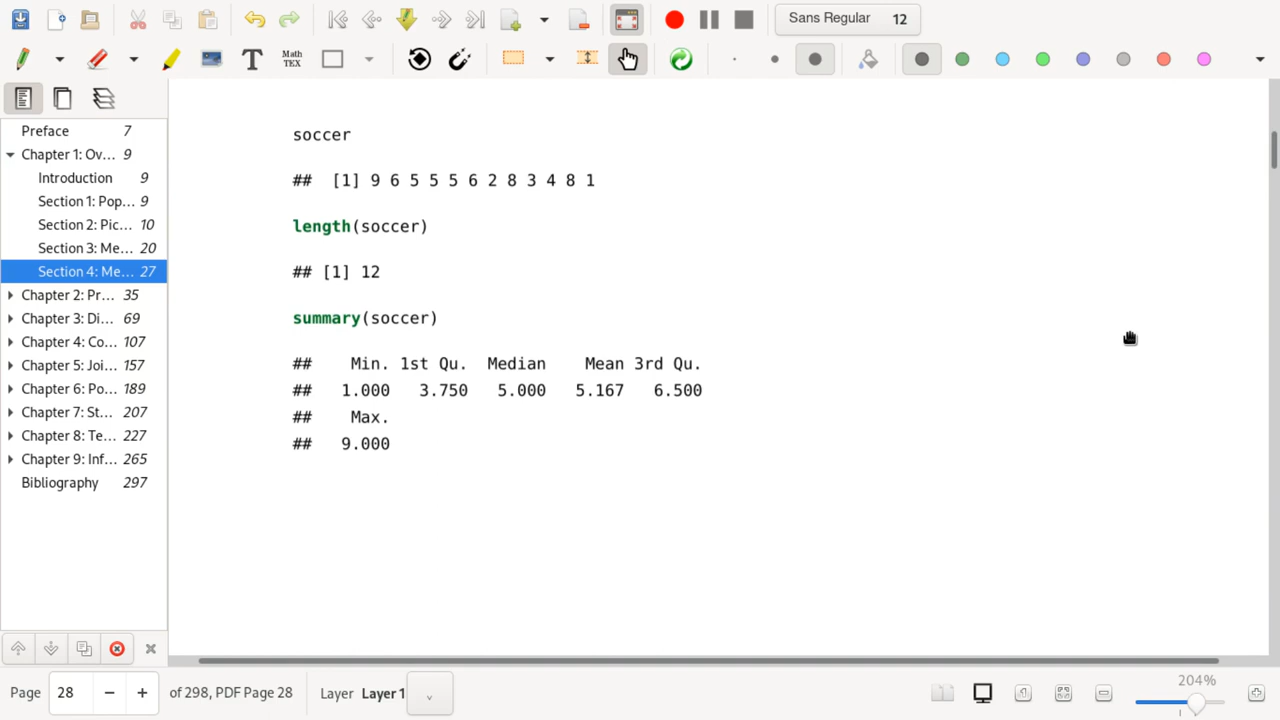 Sans Regular 12
Math
TEX
Preface 7
Chapter 1: Ov... 9
Introduction 9
Section 1: Pop... 9
Section 2: Pic... 10
Section 3: Me... 20
Section 4: Me... 27
Chapter 2: Pr... 35
Chapter 3: Di... 69
Chapter 4: Co... 107
Chapter 5: Joi... 157
Chapter 6: Po... 189
Chapter 7: St... 207
Chapter 8: Te... 227
Chapter 9: Inf... 265
Bibliography 297
soccer
## [1] 9 6 5 5 5 6 2 8 3 4 8 1
length(soccer)
## [1] 12
summary(soccer)
## Min. 1st Qu. Median Mean 3rd Qu.
## 1.000 3.750 5.000 5.167 6.500
## Max.
## 9.000
Page 28 of 298, PDF Page 28 Layer Layer 1 204%